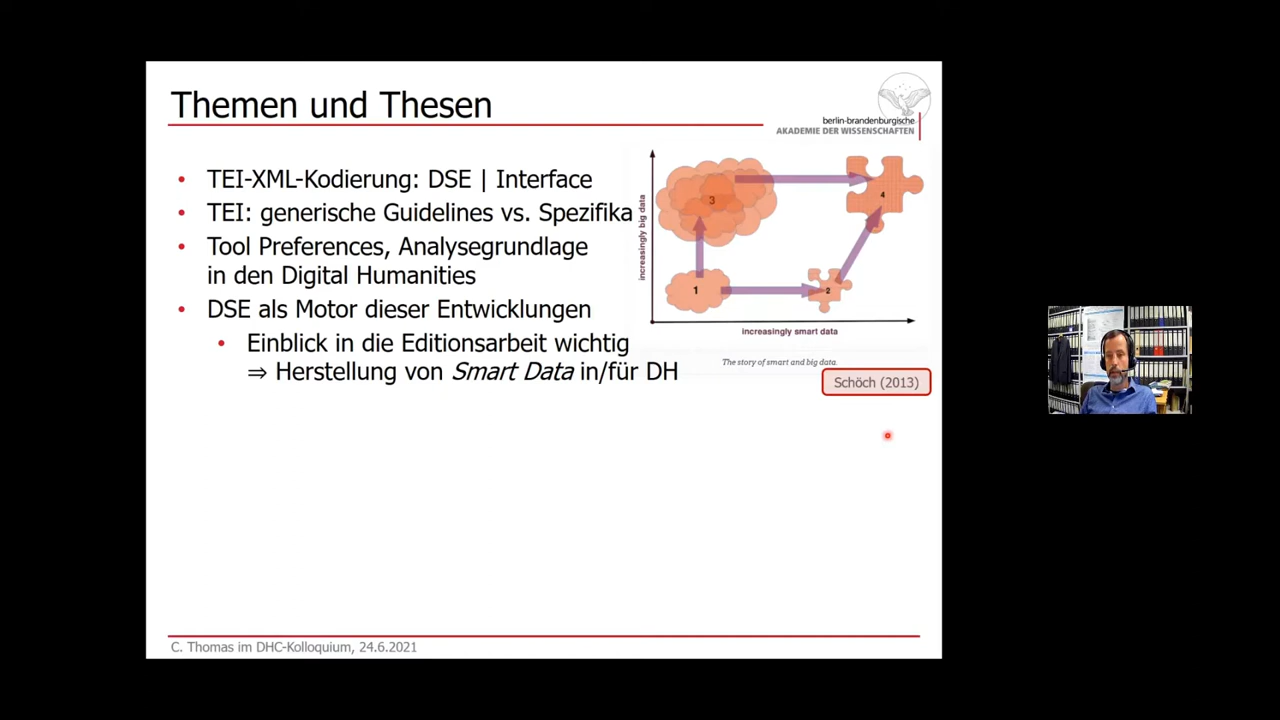 Themen und Thesen
berlin-brandenburgische
AKADEMIE DER WISSENSCHAFTEN
• TEI-XML-Kodierung: DSE | Interface
• TEI: generische Guidelines vs. Spezifika
• Tool Preferences, Analysegrundlage
in den Digital Humanities
• DSE als Motor dieser Entwicklungen
• Einblick in die Editionsarbeit wichtig
⇒ Herstellung von Smart Data in/für DH
increasingly big data
3
4
1
2
increasingly smart data
The story of smart and big data.
Schöch (2013)
C. Thomas im DHC-Kolloquium, 24.6.2021